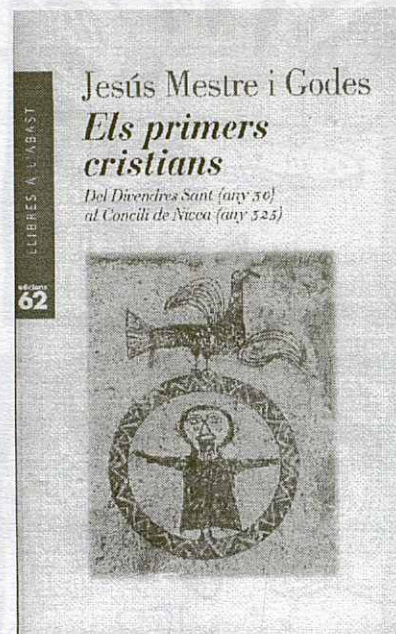 Jesús Mestre i Godes
Els primers
cristians
Del Divendres Sant (any 30)
al Concili de Nicea (any 325)
LLIBRES A L'ABAST
edicions
62